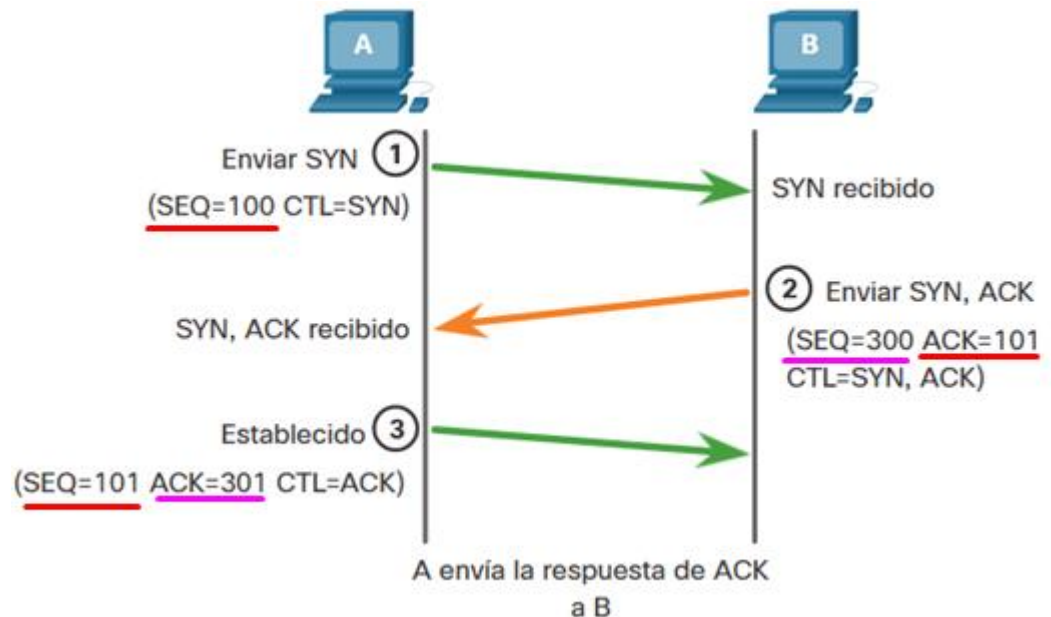 A
B
Enviar SYN 1
(SEQ=100 CTL=SYN)
SYN recibido
2 Enviar SYN, ACK
(SEQ=300 ACK=101
CTL=SYN, ACK)
SYN, ACK recibido
Establecido 3
(SEQ=101 ACK=301 CTL=ACK)
A envía la respuesta de ACK
a B